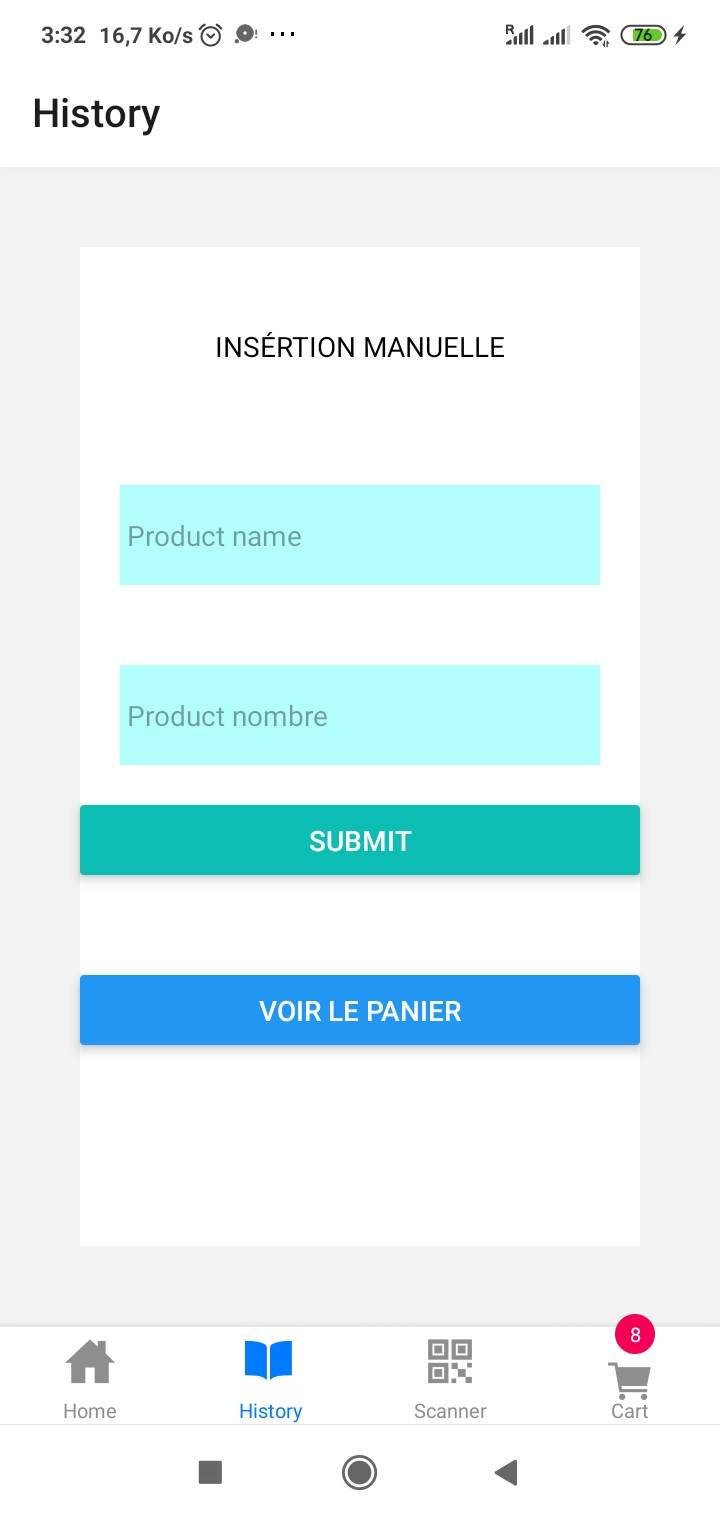 3:32 16,7 Ko/s
R 76
History
INSÉRTION MANUELLE
Product name
Product nombre
SUBMIT
VOIR LE PANIER
8
Home History Scanner Cart